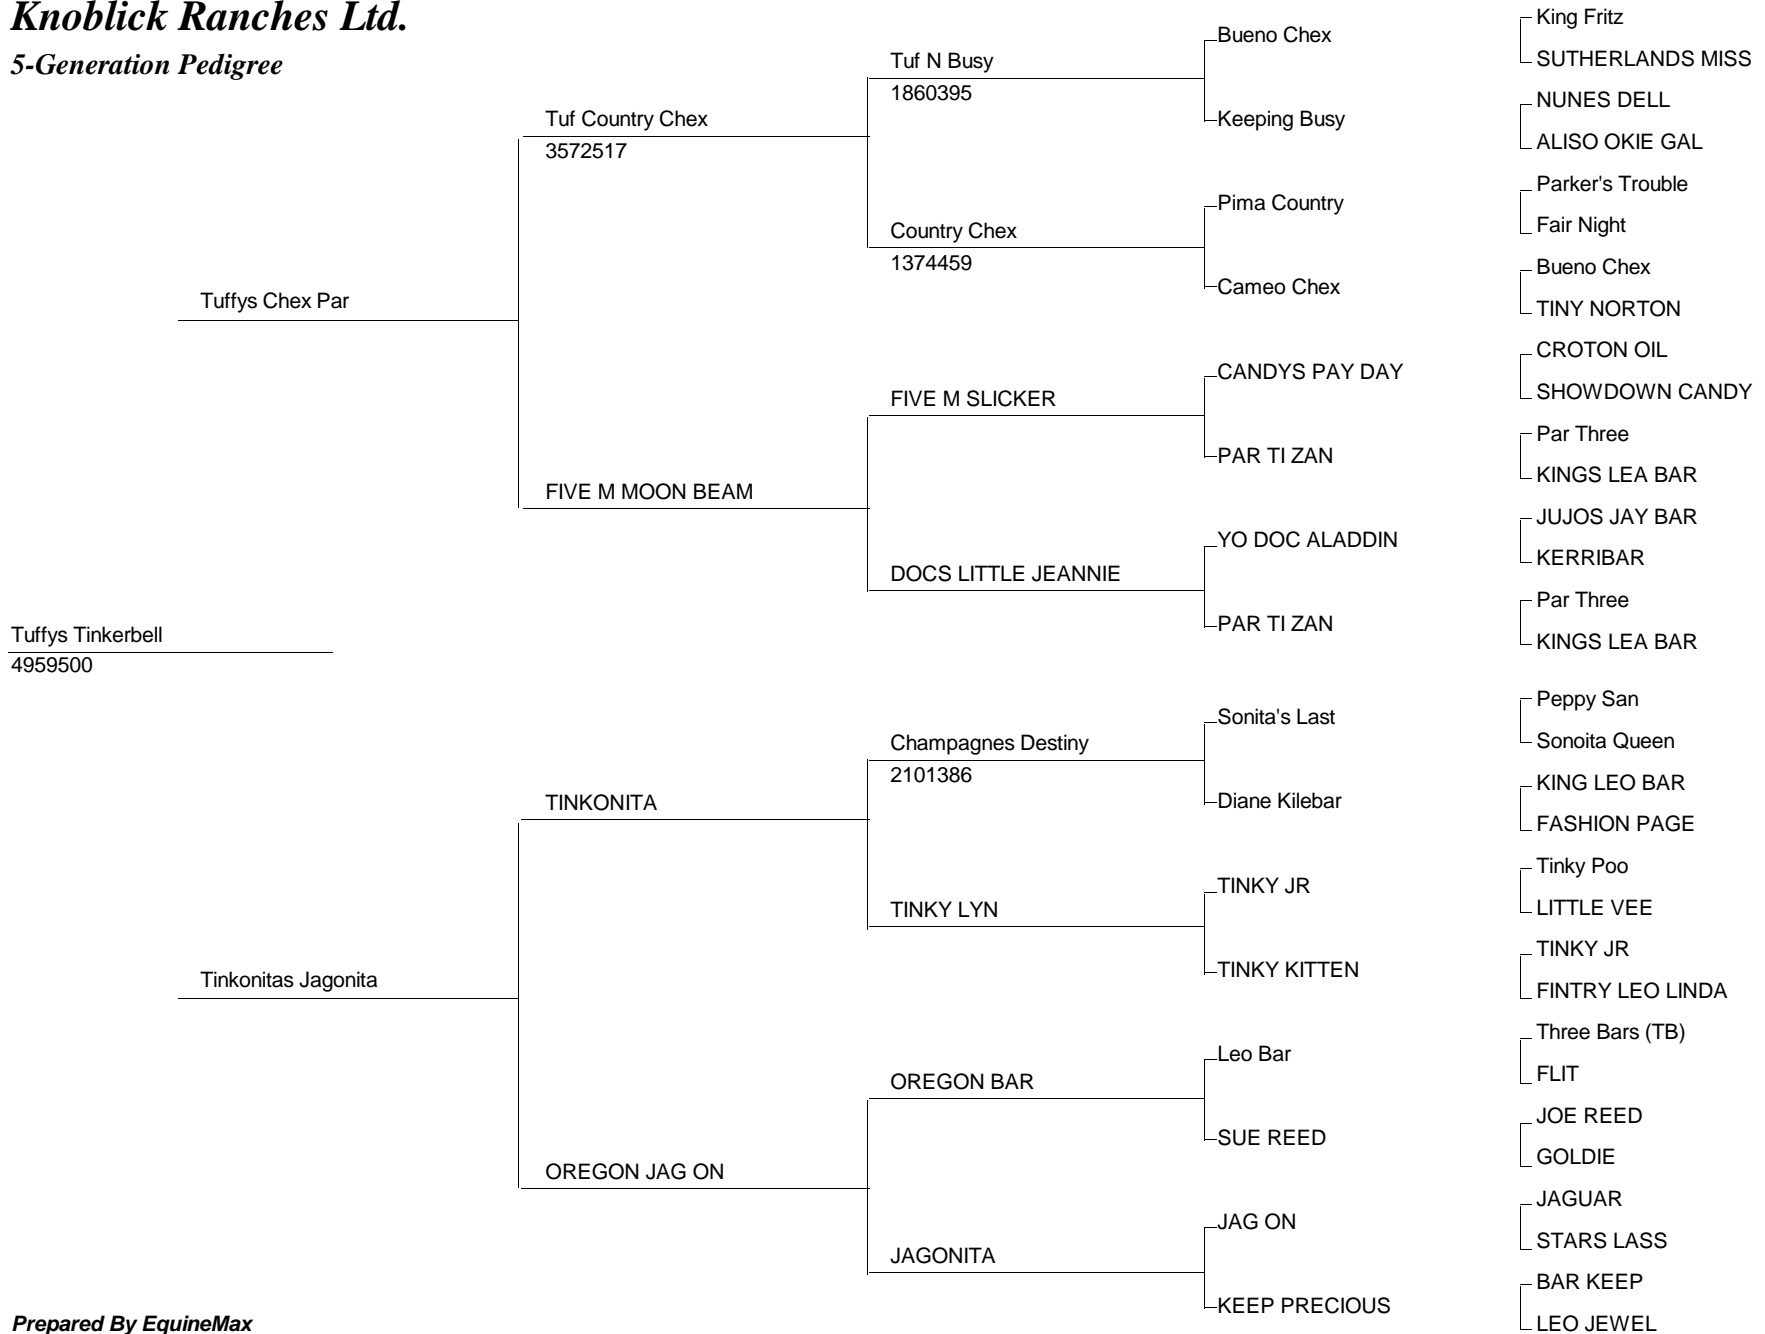 Knoblick Ranches Ltd.
5-Generation Pedigree
Tuffys Tinkerbell
4959500
Tuffys Chex Par
Tinkonitas Jagonita
Tuf Country Chex
3572517
FIVE M MOON BEAM
TINKONITA
OREGON JAG ON
Tuf N Busy
1860395
Country Chex
1374459
FIVE M SLICKER
DOCS LITTLE JEANNIE
Champagnes Destiny
2101386
TINKY LYN
OREGON BAR
JAGONITA
Bueno Chex
Keeping Busy
Pima Country
Cameo Chex
CANDYS PAY DAY
PAR TI ZAN
YO DOC ALADDIN
PAR TI ZAN
Sonita's Last
Diane Kilebar
TINKY JR
TINKY KITTEN
Leo Bar
SUE REED
JAG ON
KEEP PRECIOUS
King Fritz
SUTHERLANDS MISS
NUNES DELL
ALISO OKIE GAL
Parker's Trouble
Fair Night
Bueno Chex
TINY NORTON
CROTON OIL
SHOWDOWN CANDY
Par Three
KINGS LEA BAR
JUJOS JAY BAR
KERRIBAR
Par Three
KINGS LEA BAR
Peppy San
Sonoita Queen
KING LEO BAR
FASHION PAGE
Tinky Poo
LITTLE VEE
TINKY JR
FINTRY LEO LINDA
Three Bars (TB)
FLIT
JOE REED
GOLDIE
JAGUAR
STARS LASS
BAR KEEP
LEO JEWEL
Prepared By EquineMax